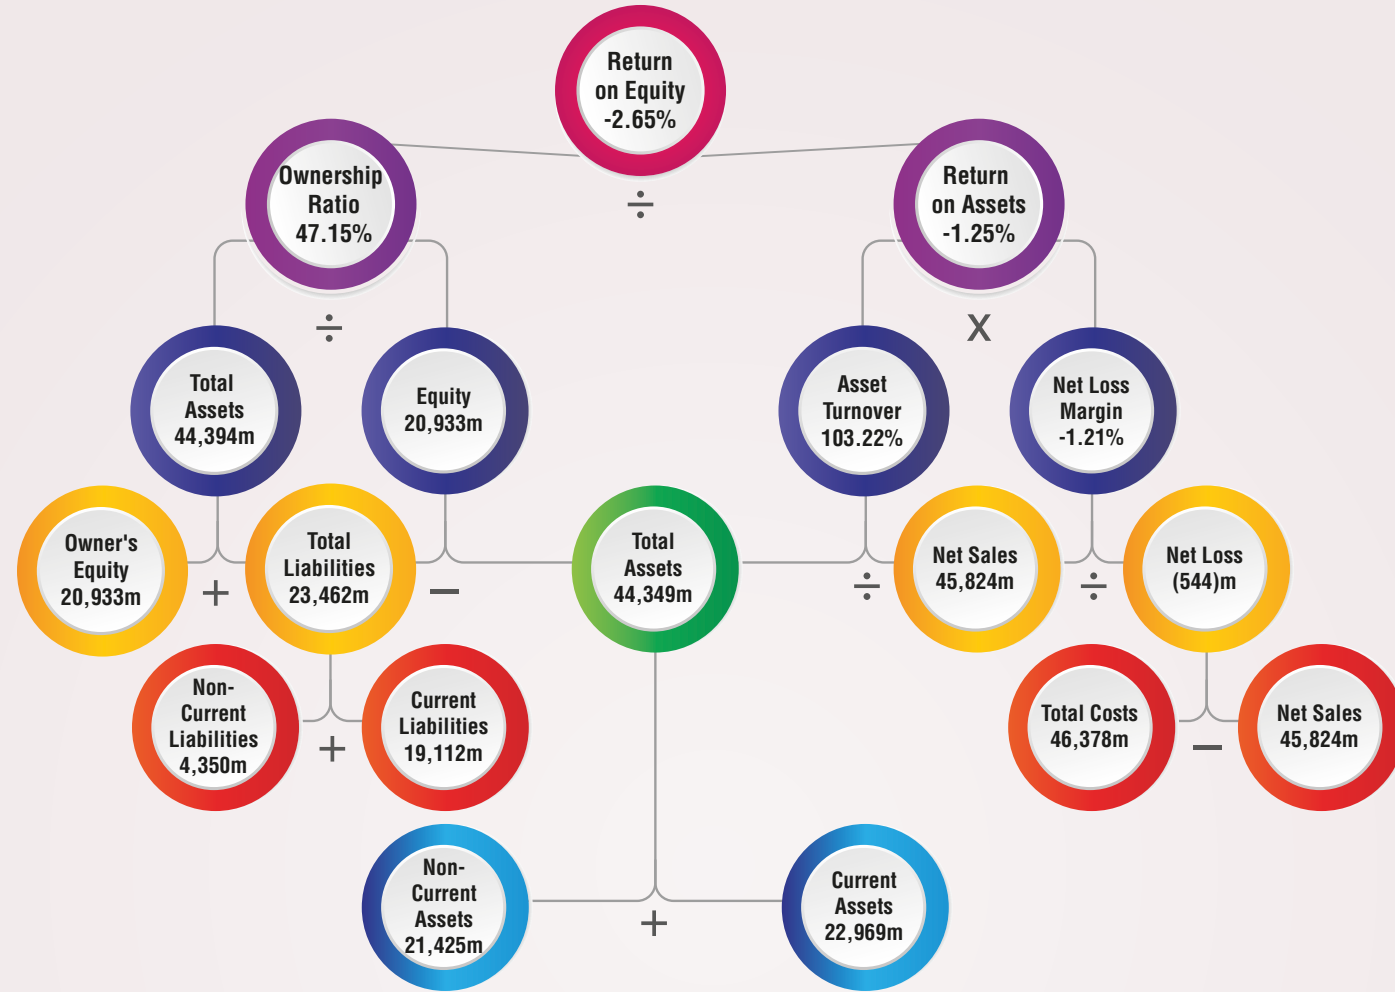 Return
on Equity
-2.65%
÷
Ownership
Ratio
47.15%
Return
on Assets
-1.25%
÷
X
Total
Assets
44,394m
Equity
20,933m
Asset
Turnover
103.22%
Net Loss
Margin
-1.21%
Owner's
Equity
20,933m
+
Total
Liabilities
23,462m
−
Total
Assets
44,349m
÷
Net Sales
45,824m
÷
Net Loss
(544)m
Non-
Current
Liabilities
4,350m
+
Current
Liabilities
19,112m
Total Costs
46,378m
−
Net Sales
45,824m
Non-
Current
Assets
21,425m
+
Current
Assets
22,969m